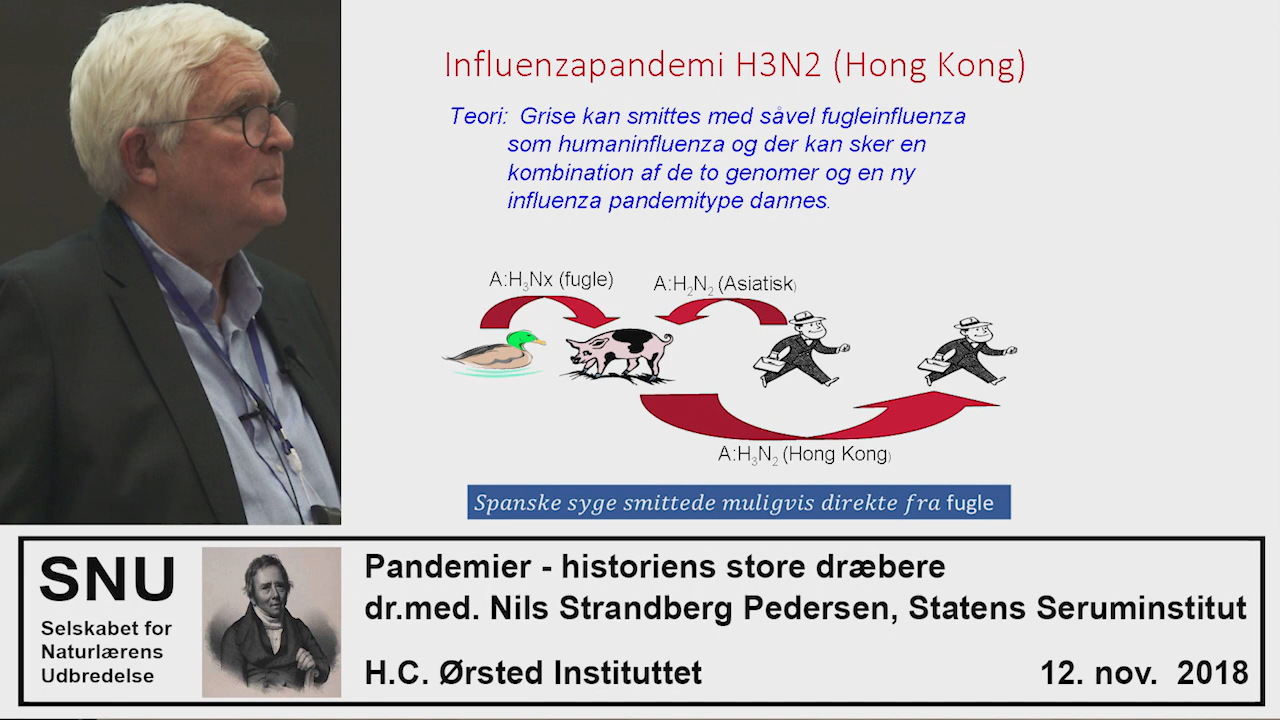 Influenzapandemi H3N2 (Hong Kong)
Teori: Grise kan smittes med såvel fugleinfluenza
som humaninfluenza og der kan sker en
kombination af de to genomer og en ny
influenza pandemitype dannes.
A:H3Nx (fugle)
A:H2N2 (Asiatisk)
A:H3N2 (Hong Kong)
Spanske syge smittede muligvis direkte fra fugle
SNU
Selskabet for
Naturlærens
Udbredelse
Pandemier - historiens store dræbere
dr.med. Nils Strandberg Pedersen, Statens Seruminstitut
H.C. Ørsted Instituttet
12. nov. 2018